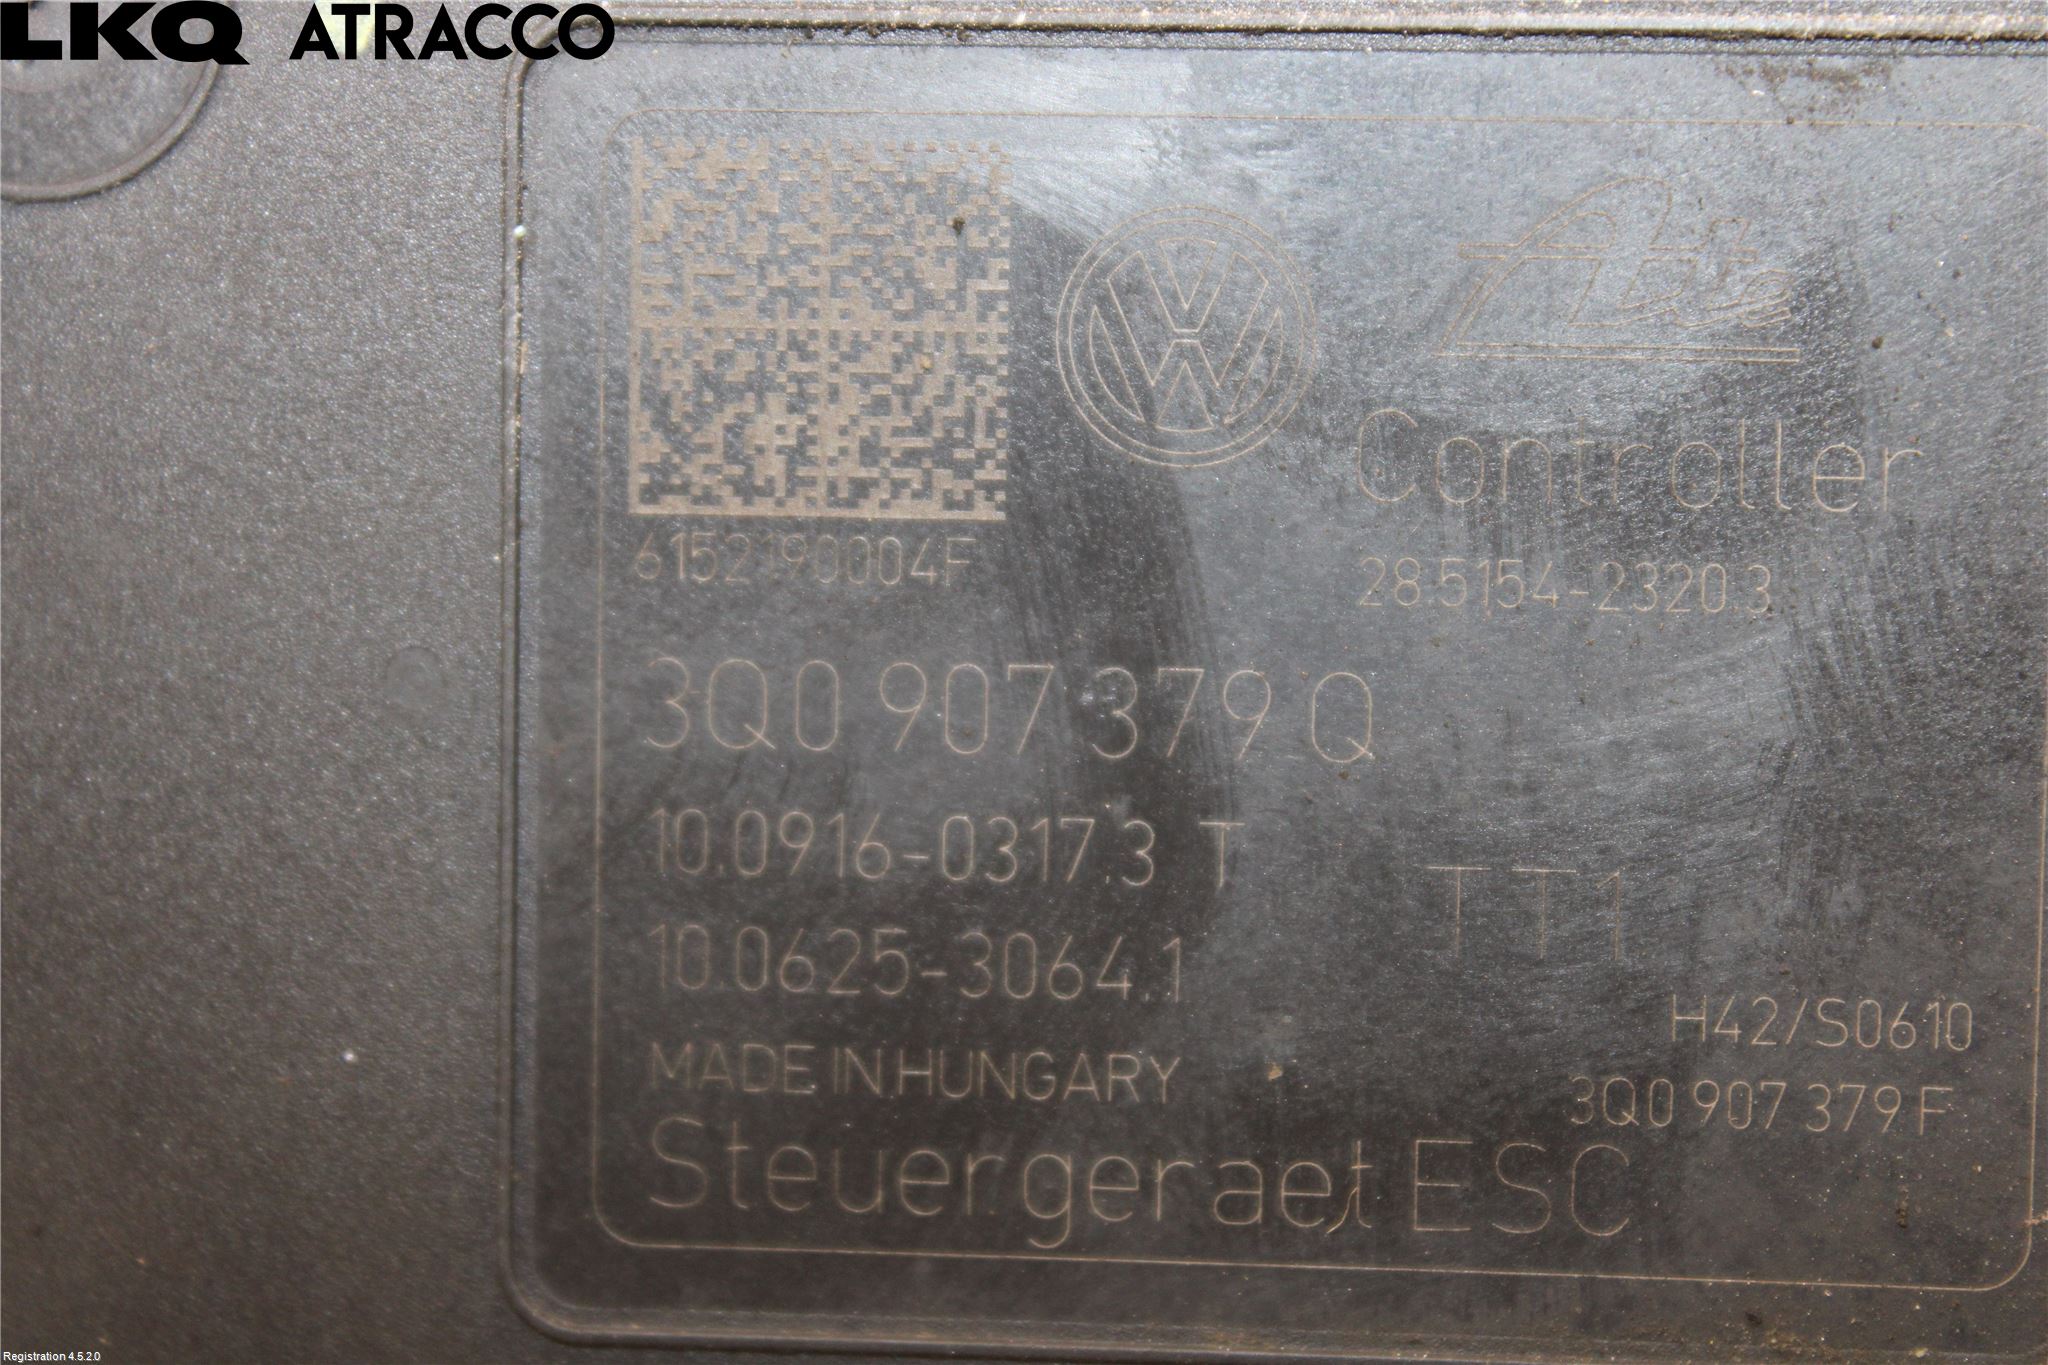 LKQ ATRACCO
Ate
Controller
6152190004F
28.5154-2320.3
3Q0 907 379 Q
10.0916-0317.3 T
TT1
10.0625-3064.1
H42/S0610
MADE IN HUNGARY
3Q0 907 379 F
Steuergeraet ESC
Registration 4.5.2.0